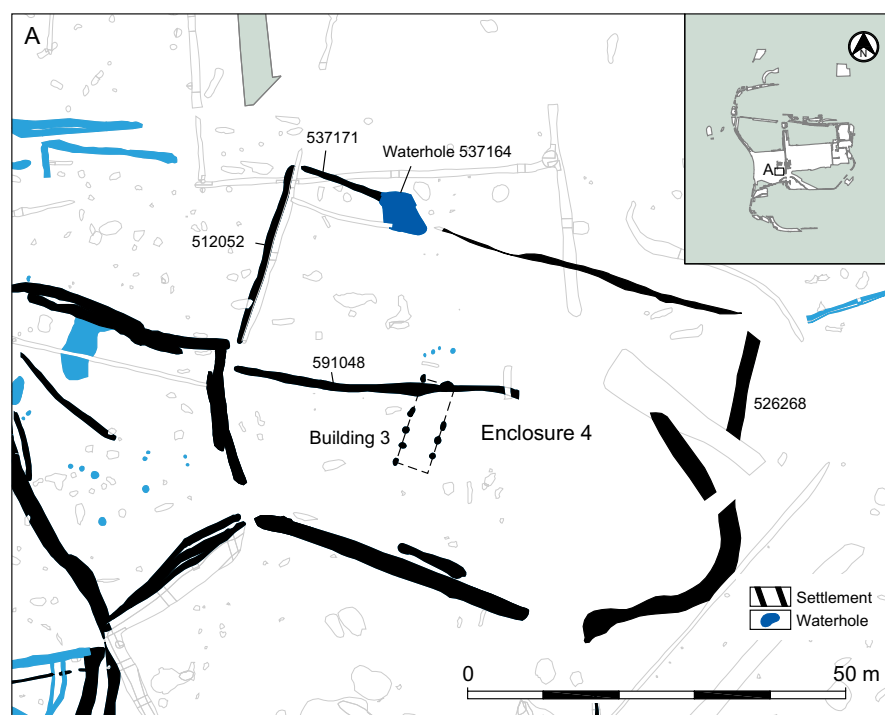 A
N
A
537171
Waterhole 537164
512052
591048
Building 3
Enclosure 4
526268
Settlement
Waterhole
0
50 m